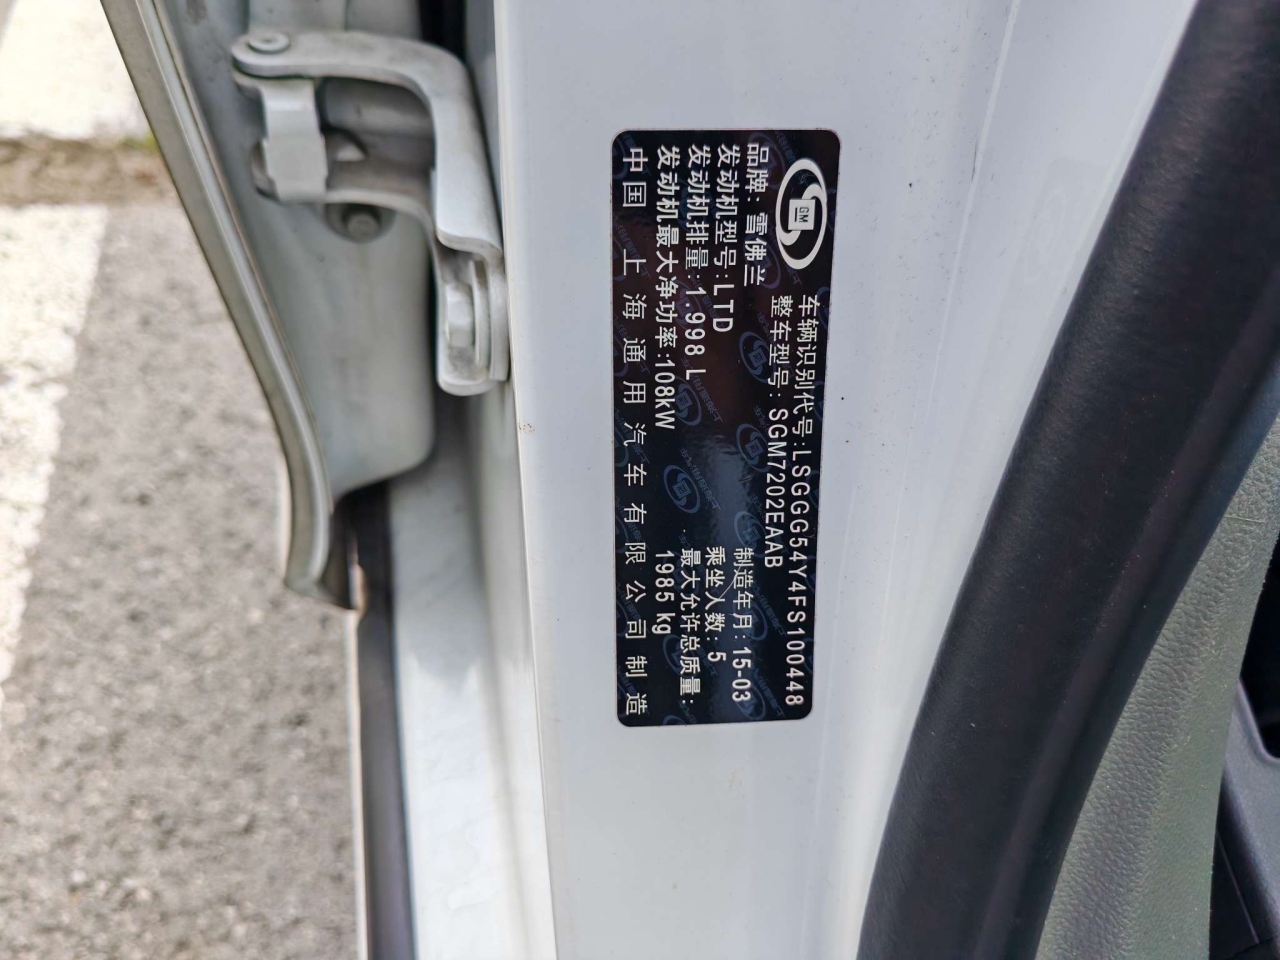 GM
车辆识别代号:LSGGG54Y4FS100448
整车型号: SGM7202EAAB
品牌: 雪佛兰
发动机型号:LTD
制造年月:15-03
发动机排量:1.998 L
乘坐人数: 5
发动机最大净功率:108kW
最大允许总质量:
1985 kg
中国 上海通用汽车有限公司制造